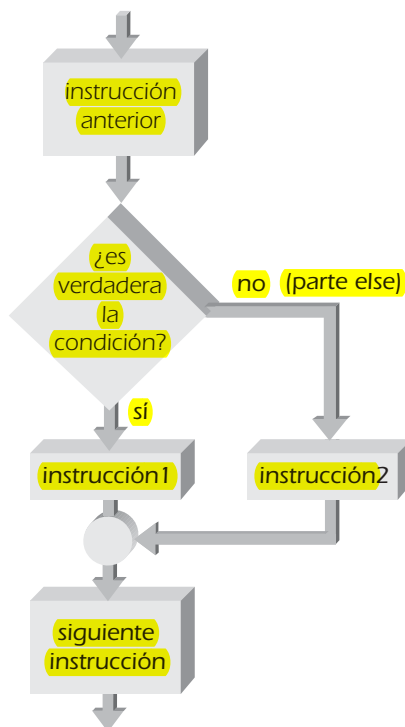 instrucción
anterior
¿es
verdadera
la
condición?
no (parte else)
sí
instrucción1
instrucción2
siguiente
instrucción